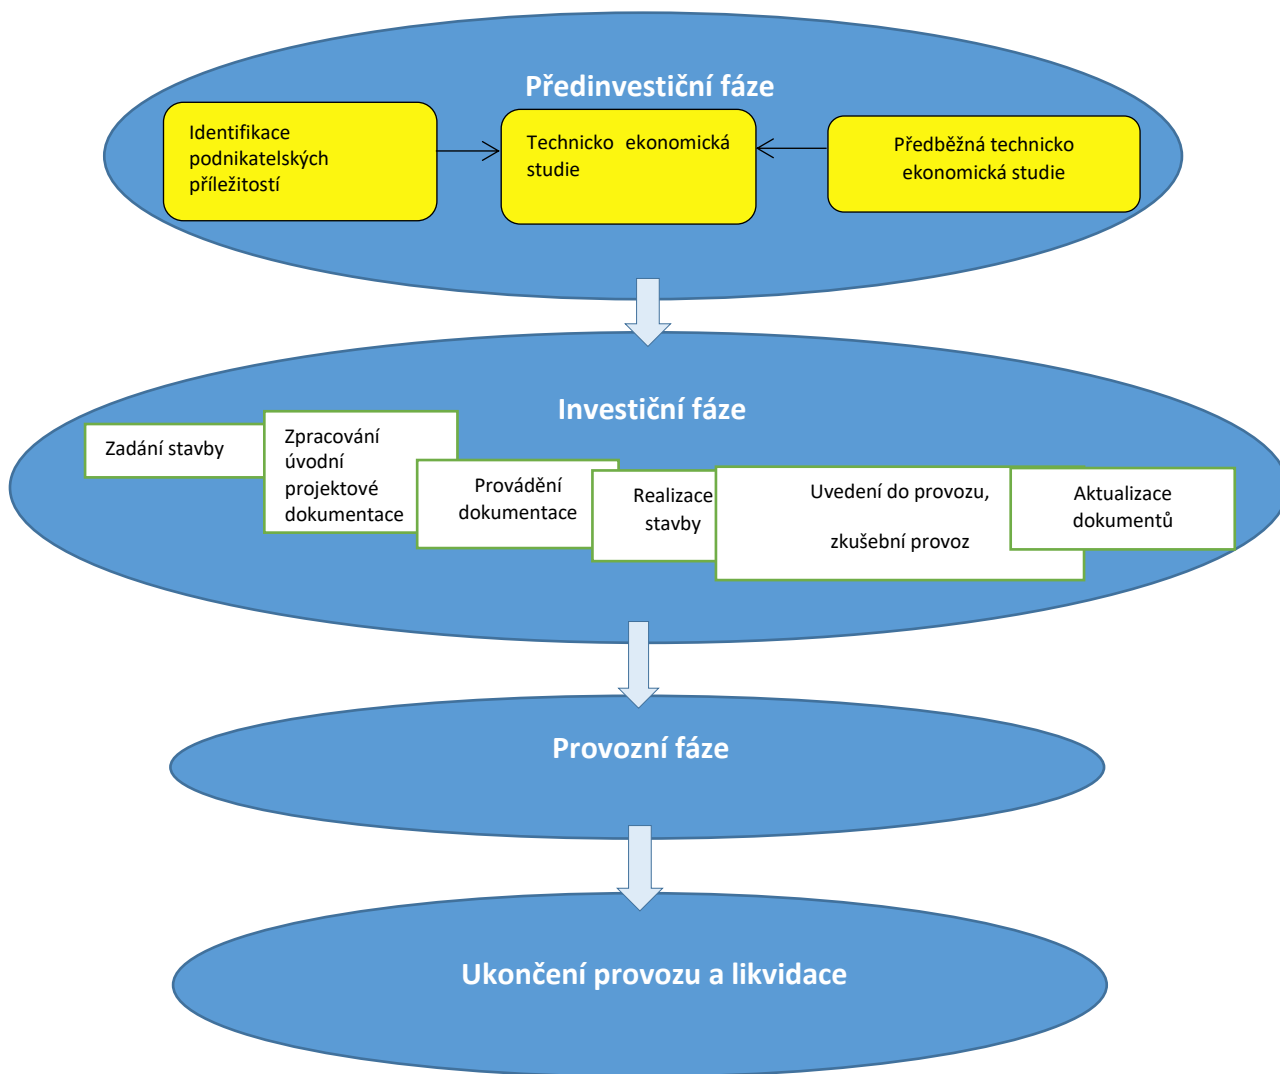 Předinvestiční fáze
Identifikace
podnikatelských
příležitostí
Technicko ekonomická
studie
Předběžná technicko
ekonomická studie
Investiční fáze
Zadání stavby
Zpracování
úvodní
projektové
dokumentace
Provádění
dokumentace
Realizace
stavby
Uvedení do provozu,
zkušební provoz
Aktualizace
dokumentů
Provozní fáze
Ukončení provozu a likvidace